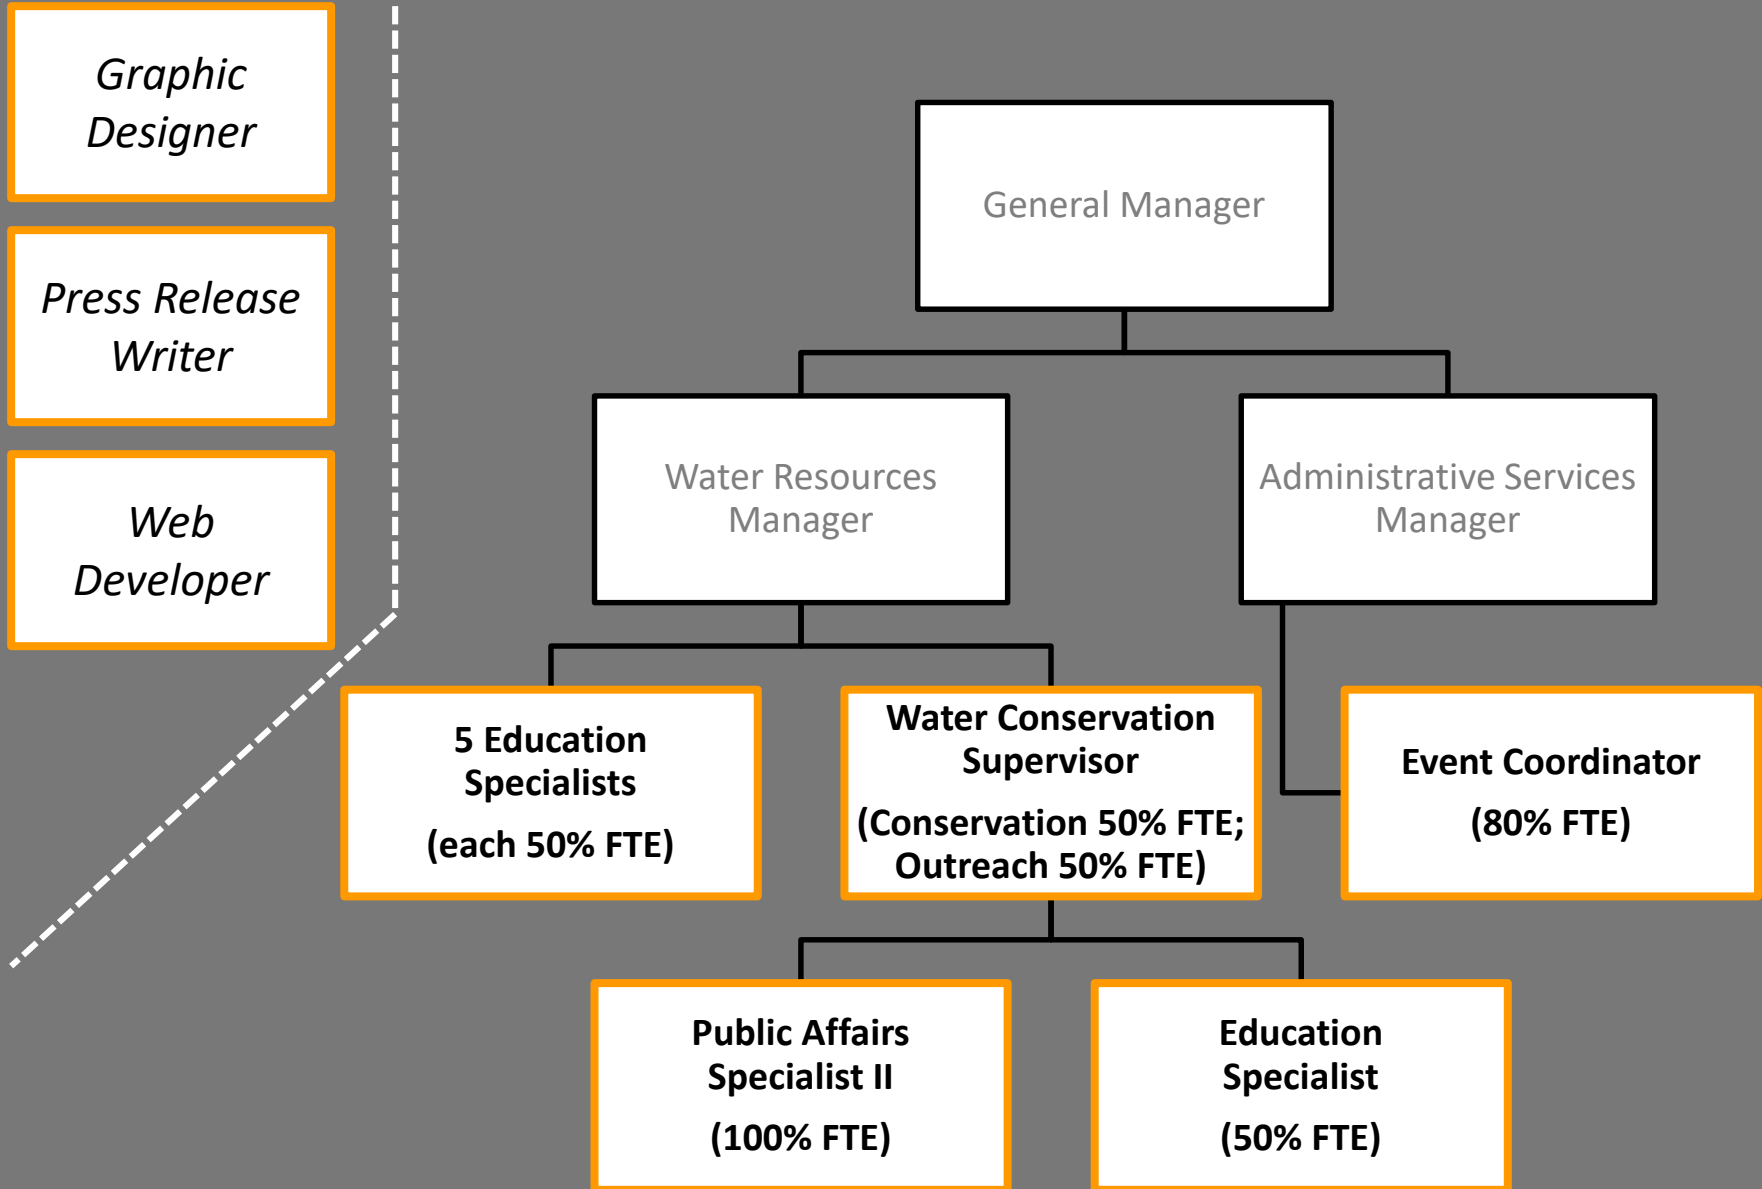 Graphic
Designer
Press Release
Writer
Web
Developer
General Manager
Water Resources
Manager
Administrative Services
Manager
5 Education
Specialists
(each 50% FTE)
Water Conservation
Supervisor
(Conservation 50% FTE;
Outreach 50% FTE)
Event Coordinator
(80% FTE)
Public Affairs
Specialist II
(100% FTE)
Education
Specialist
(50% FTE)